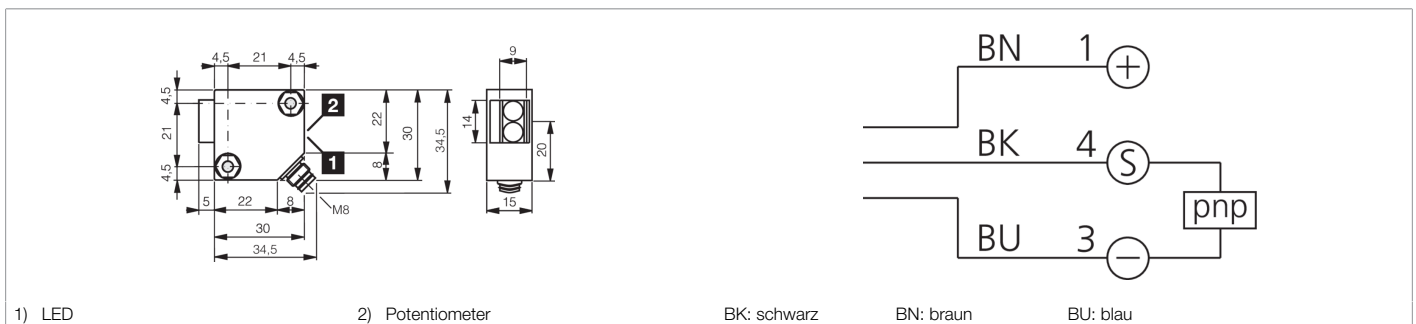 4,5 21 4,5
4,5
21
4,5
2
1
22
8
30
34,5
M8
5 22 8
30
34,5
9
14
20
15
BN 1 +
BK 4 S
pnp
BU 3 −
1) LED 2) Potentiometer BK: schwarz BN: braun BU: blau